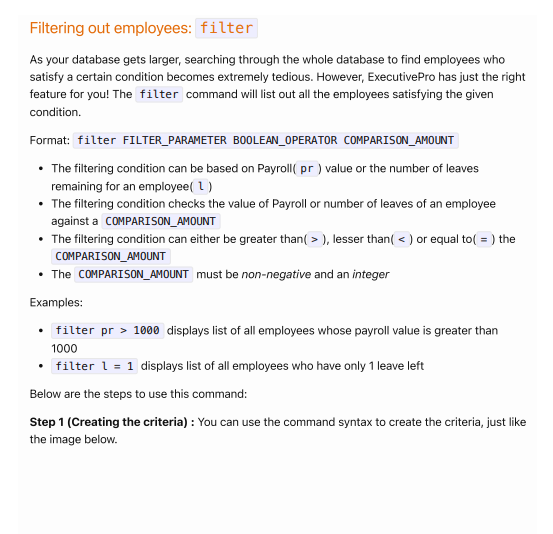 Filtering out employees: filter
As your database gets larger, searching through the whole database to find employees who
satisfy a certain condition becomes extremely tedious. However, ExecutivePro has just the right
feature for you! The filter command will list out all the employees satisfying the given
condition.
Format: filter FILTER_PARAMETER BOOLEAN_OPERATOR COMPARISON_AMOUNT
• The filtering condition can be based on Payroll( pr ) value or the number of leaves
remaining for an employee( l )
• The filtering condition checks the value of Payroll or number of leaves of an employee
against a COMPARISON_AMOUNT
• The filtering condition can either be greater than( > ), lesser than( < ) or equal to( = ) the
COMPARISON_AMOUNT
• The COMPARISON_AMOUNT must be non-negative and an integer
Examples:
• filter pr > 1000 displays list of all employees whose payroll value is greater than
1000
• filter l = 1 displays list of all employees who have only 1 leave left
Below are the steps to use this command:
Step 1 (Creating the criteria) : You can use the command syntax to create the criteria, just like
the image below.